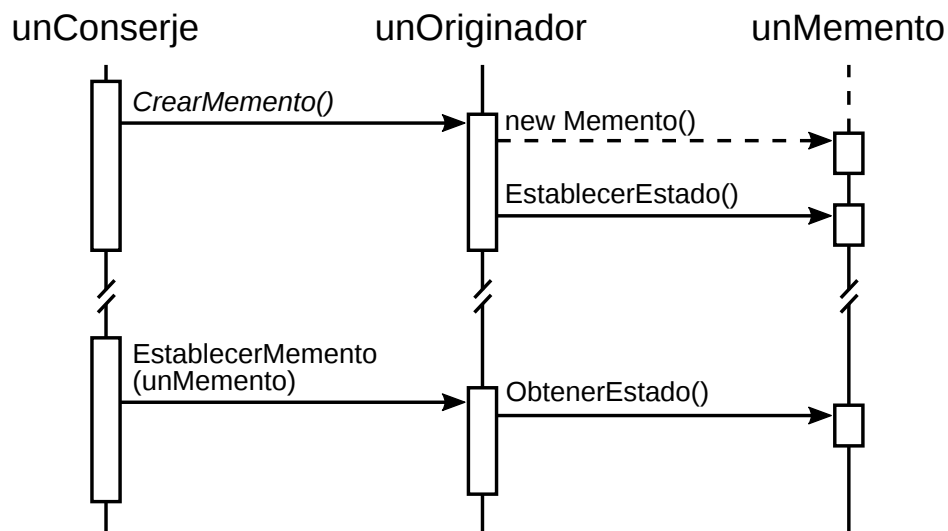 unConserje
unOriginador
unMemento
CrearMemento()
new Memento()
EstablecerEstado()
EstablecerMemento
(unMemento)
ObtenerEstado()